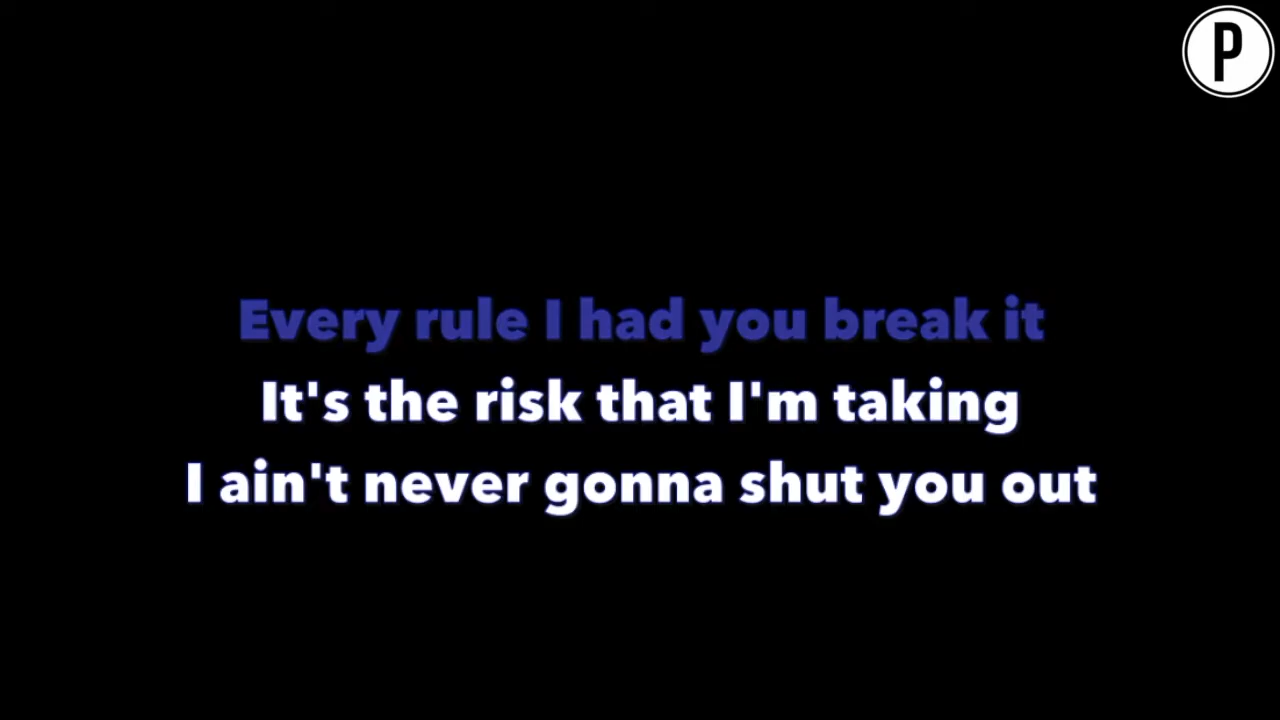 P
Every rule I had you break it
It's the risk that I'm taking
I ain't never gonna shut you out